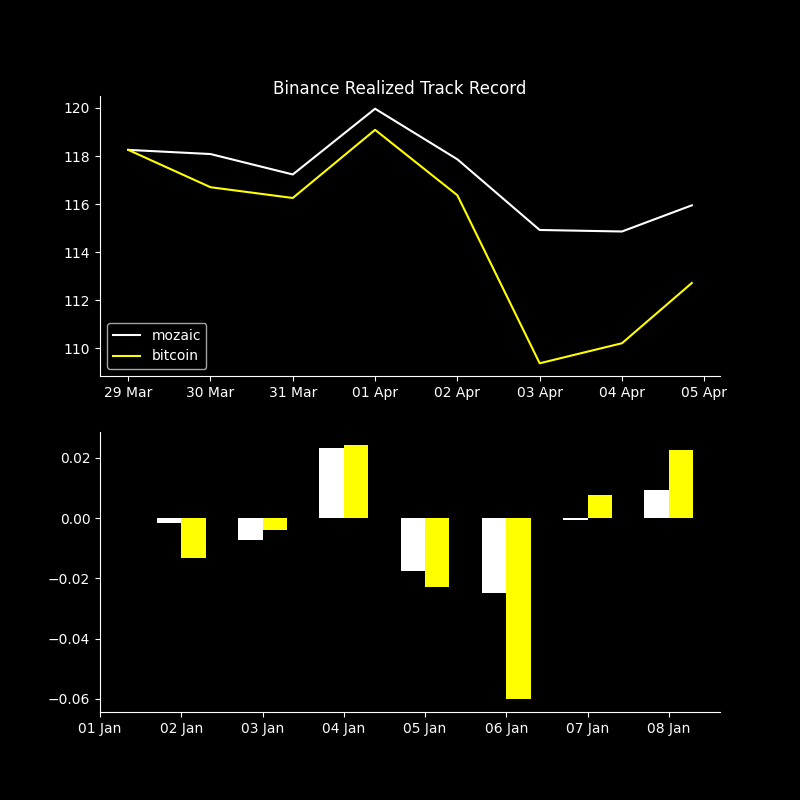 Binance Realized Track Record
120
118
116
114
112
110
mozaic
bitcoin
29 Mar 30 Mar 31 Mar 01 Apr 02 Apr 03 Apr 04 Apr 05 Apr
0.02
0.00
−0.02
−0.04
−0.06
01 Jan 02 Jan 03 Jan 04 Jan 05 Jan 06 Jan 07 Jan 08 Jan